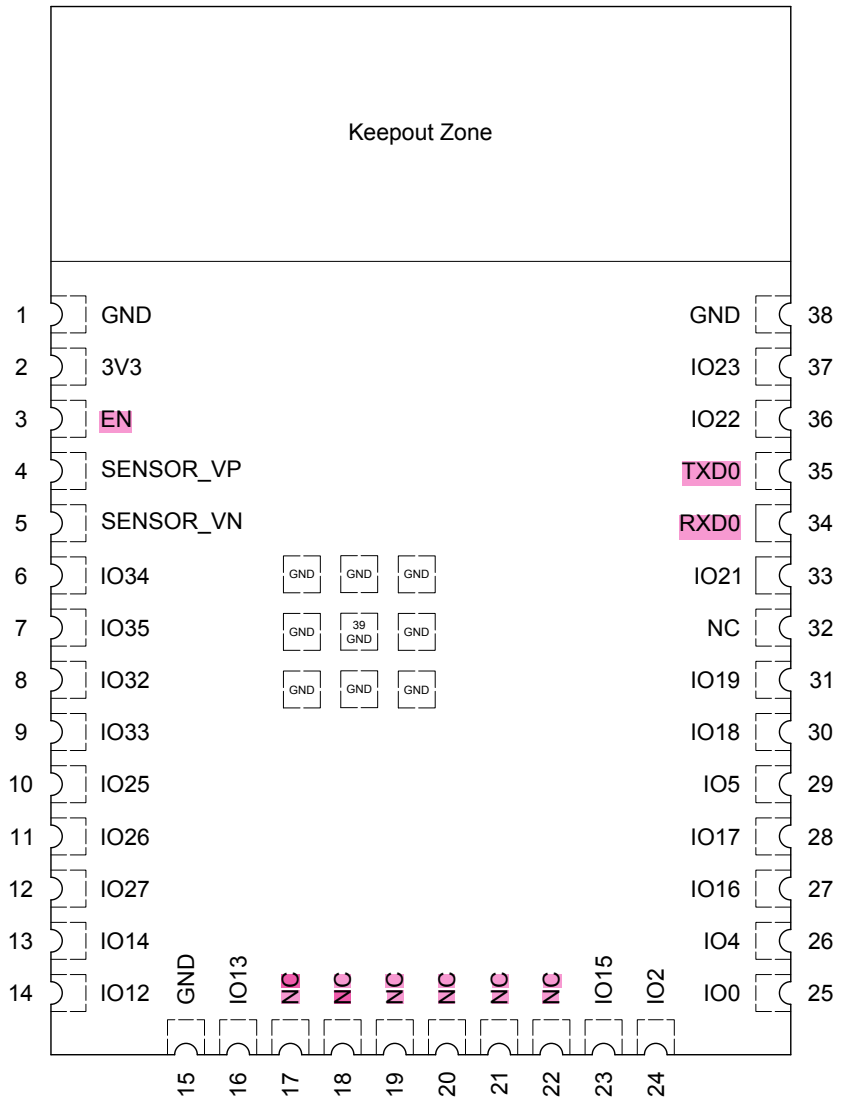 Keepout Zone
1 GND GND 38
2 3V3 IO23 37
3 EN IO22 36
4 SENSOR_VP TXD0 35
5 SENSOR_VN RXD0 34
6 IO34 GND GND GND IO21 33
7 IO35 GND 39 GND GND NC 32
8 IO32 GND GND GND IO19 31
9 IO33 IO18 30
10 IO25 IO5 29
11 IO26 IO17 28
12 IO27 IO16 27
13 IO14 IO4 26
14 IO12 GND IO13 NC NC NC NC NC NC IO15 IO2 IO0 25
15 16 17 18 19 20 21 22 23 24